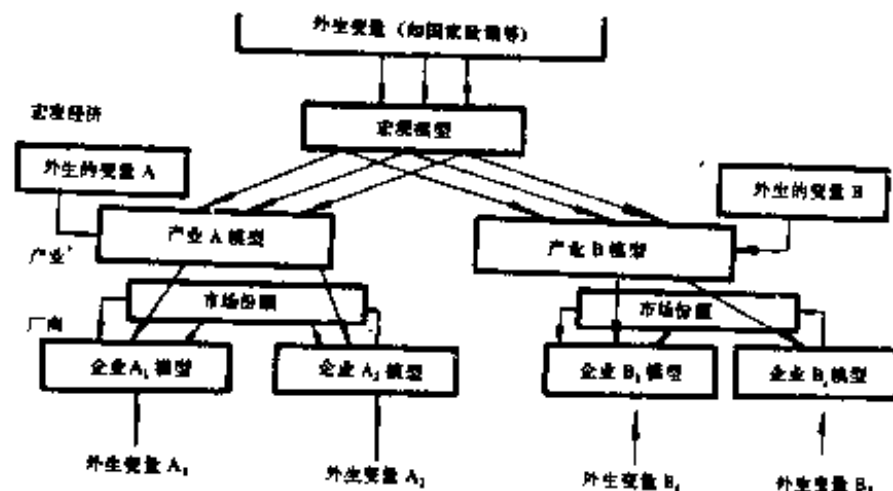 外生变量（如国家政策等）
宏观模型
宏观经济
外生的变量 A
外生的变量 B
产业 A 模型
产业 B 模型
产业
市场份额
市场份额
厂商
企业 A₁ 模型
企业 A₂ 模型
企业 B₁ 模型
企业 B₂ 模型
外生变量 A₁
外生变量 A₂
外生变量 B₁
外生变量 B₂